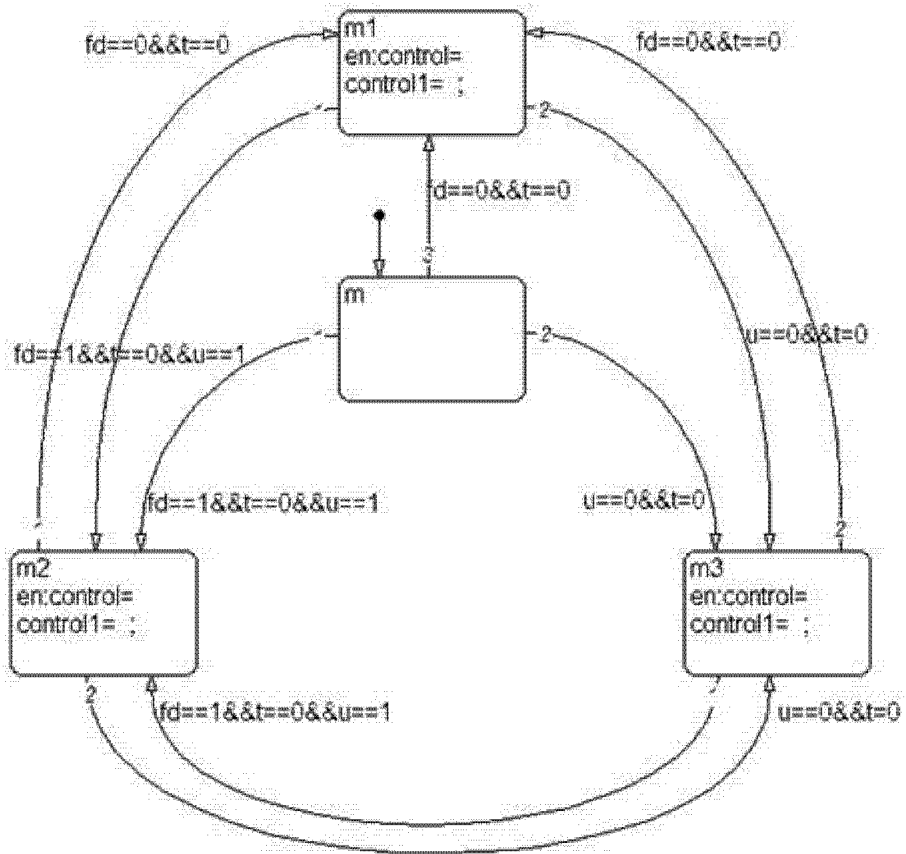 m1
en:control=
control1= ;
fd==0&&t==0
fd==0&&t==0
2
fd==0&&t==0
m
2
fd==1&&t==0&&u==1
u==0&&t=0
fd==1&&t==0&&u==1
u==0&&t=0
2
m2
en:control=
control1= ;
m3
en:control=
control1= ;
2
fd==1&&t==0&&u==1
u==0&&t=0